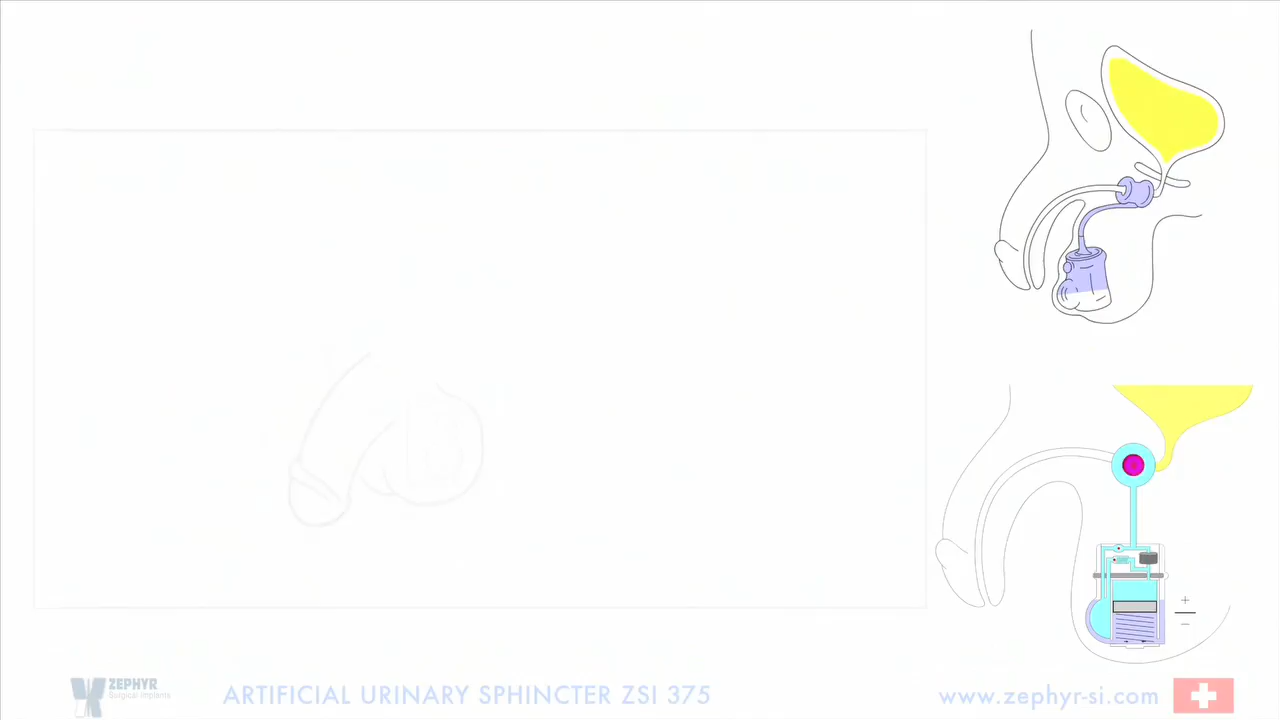 +
−
ZEPHYR
Surgical Implants
ARTIFICIAL URINARY SPHINCTER ZSI 375
www.zephyr-si.com